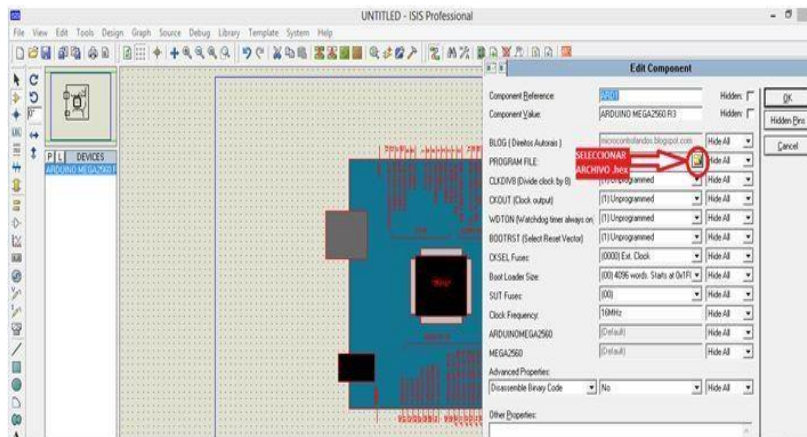 UNTITLED - ISIS Professional
File View Edit Tools Design Graph Source Debug Library Template System Help
P L DEVICES
ARDUINO MEGA2560 R
Edit Component
Component Reference: ARD1 Hidden:
Component Value: ARDUINO MEGA2560 R3 Hidden:
BLOG ( Direitos Autorais ) microcontrolandos.blogspot.com Hide All
PROGRAM FILE: Hide All
SELECCIONAR
ARCHIVO .hex
CLKDIV8 (Divide clock by 8) (1) Unprogrammed Hide All
CKOUT (Clock output) (1) Unprogrammed Hide All
WDTON (Watchdog timer always on) (1) Unprogrammed Hide All
BOOTRST (Select Reset Vector) (1) Unprogrammed Hide All
CKSEL Fuses: (0000) Ext. Clock Hide All
Boot Loader Size: (00) 4096 words. Starts at 0x1F Hide All
SUT Fuses: (00) Hide All
Clock Frequency: 16MHz Hide All
ARDUINOMEGA2560 (Default) Hide All
MEGA2560 (Default) Hide All
Advanced Properties:
Disassemble Binary Code No Hide All
Other Properties:
OK
Hidden Pins
Cancel